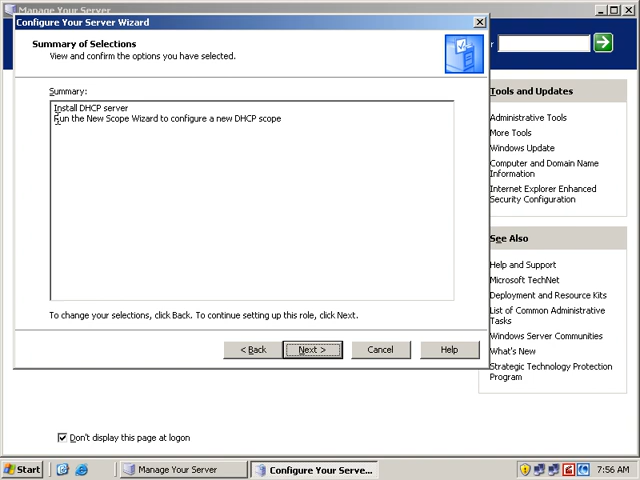 Manage Your Server
Configure Your Server Wizard
Summary of Selections
View and confirm the options you have selected.
Summary:
Install DHCP server
Run the New Scope Wizard to configure a new DHCP scope
To change your selections, click Back. To continue setting up this role, click Next.
< Back
Next >
Cancel
Help
r
Tools and Updates
Administrative Tools
More Tools
Windows Update
Computer and Domain Name
Information
Internet Explorer Enhanced
Security Configuration
See Also
Help and Support
Microsoft TechNet
Deployment and Resource Kits
List of Common Administrative
Tasks
Windows Server Communities
What's New
Strategic Technology Protection
Program
Don't display this page at logon
Start
Manage Your Server
Configure Your Serve...
7:56 AM